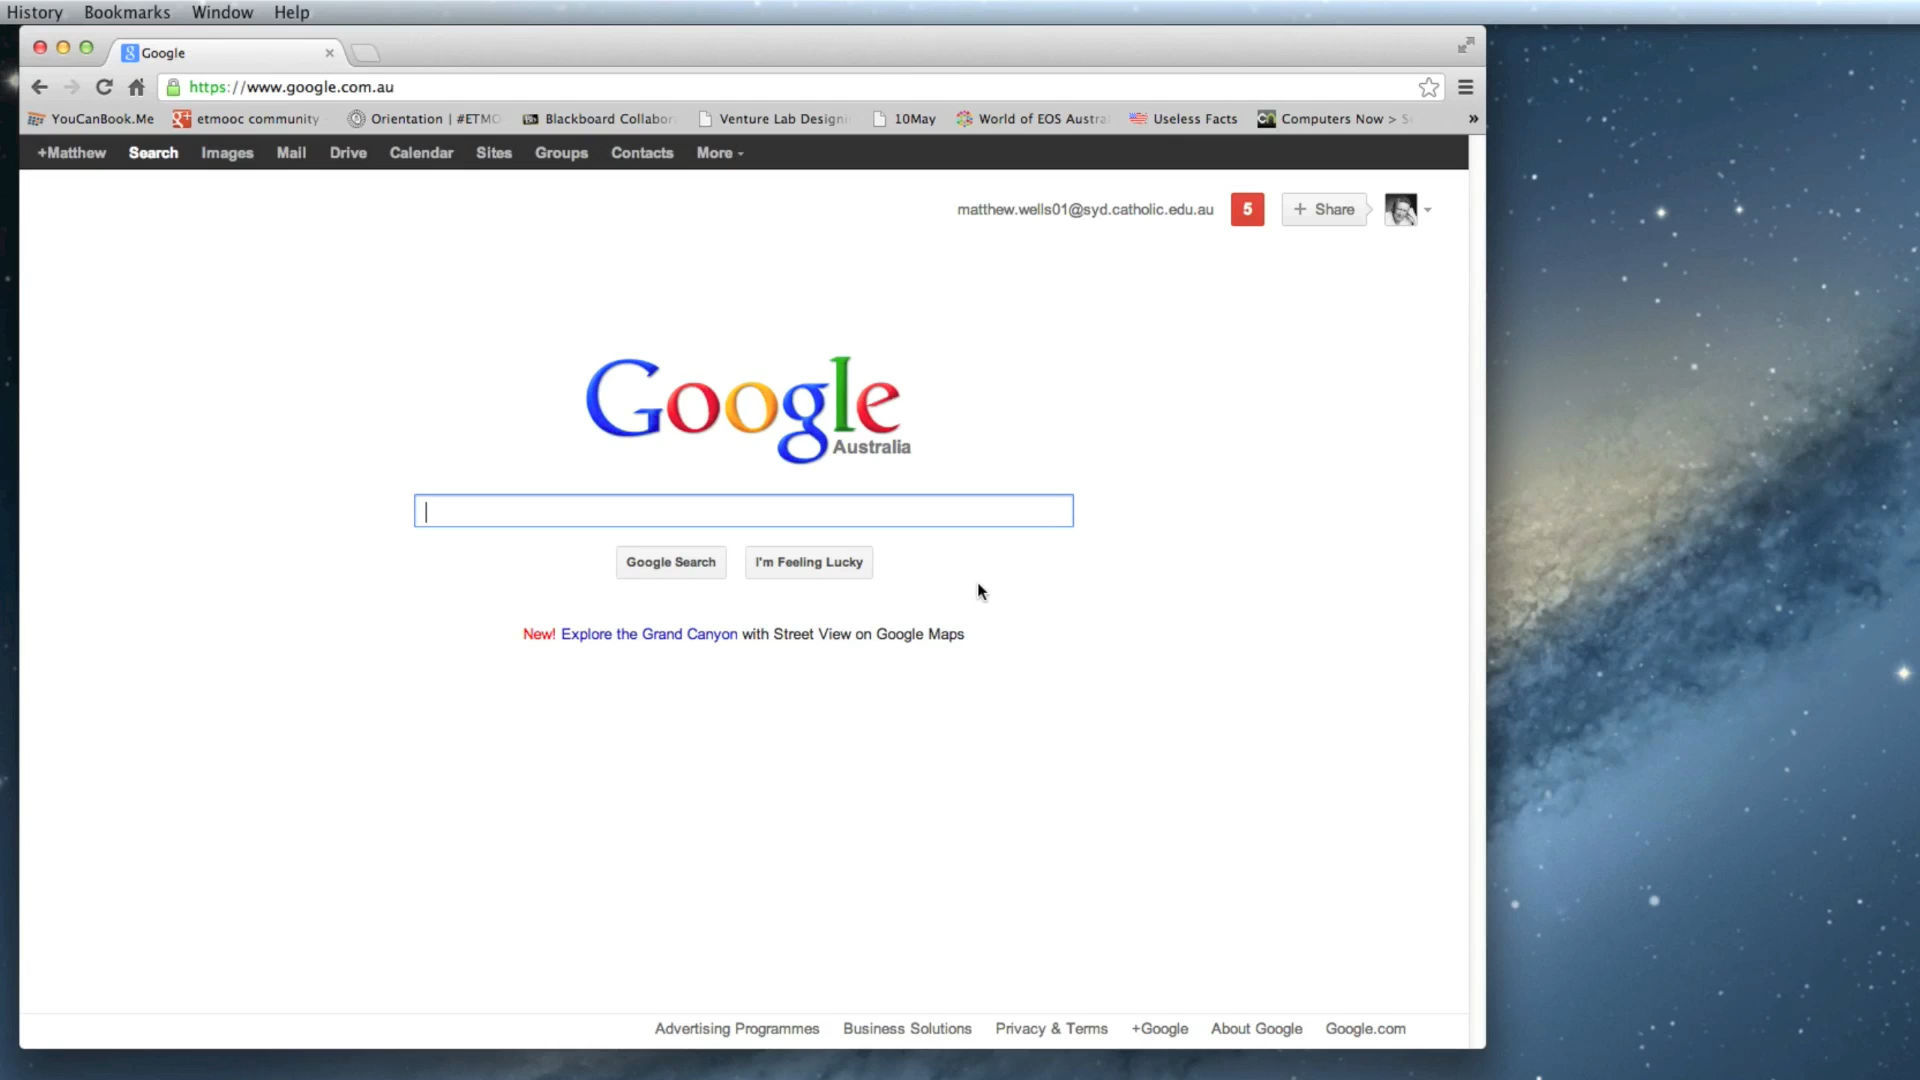 History Bookmarks Window Help
Google
https://www.google.com.au
YouCanBook.Me etmooc community Orientation | #ETMO Blackboard Collabor Venture Lab Designi 10May World of EOS Austra Useless Facts Computers Now > S »
+Matthew Search Images Mail Drive Calendar Sites Groups Contacts More
matthew.wells01@syd.catholic.edu.au 5 + Share
Google
Australia
Google Search I'm Feeling Lucky
New! Explore the Grand Canyon with Street View on Google Maps
Advertising Programmes Business Solutions Privacy & Terms +Google About Google Google.com